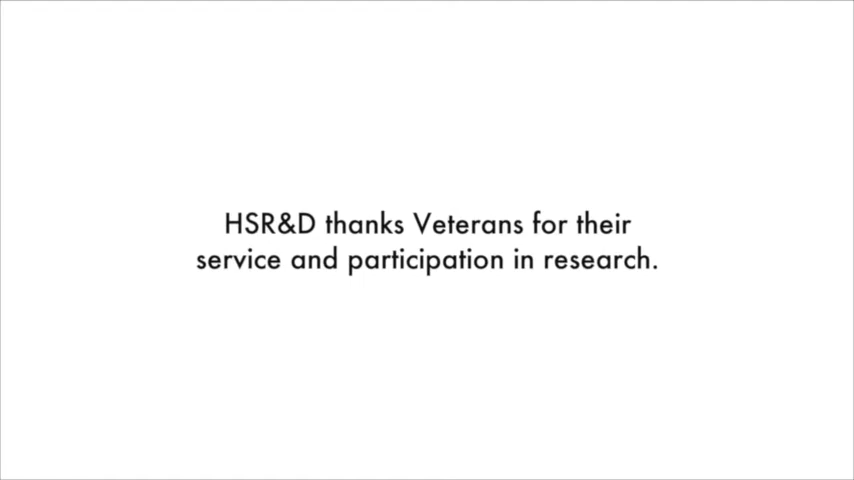 HSR&D thanks Veterans for their
service and participation in research.